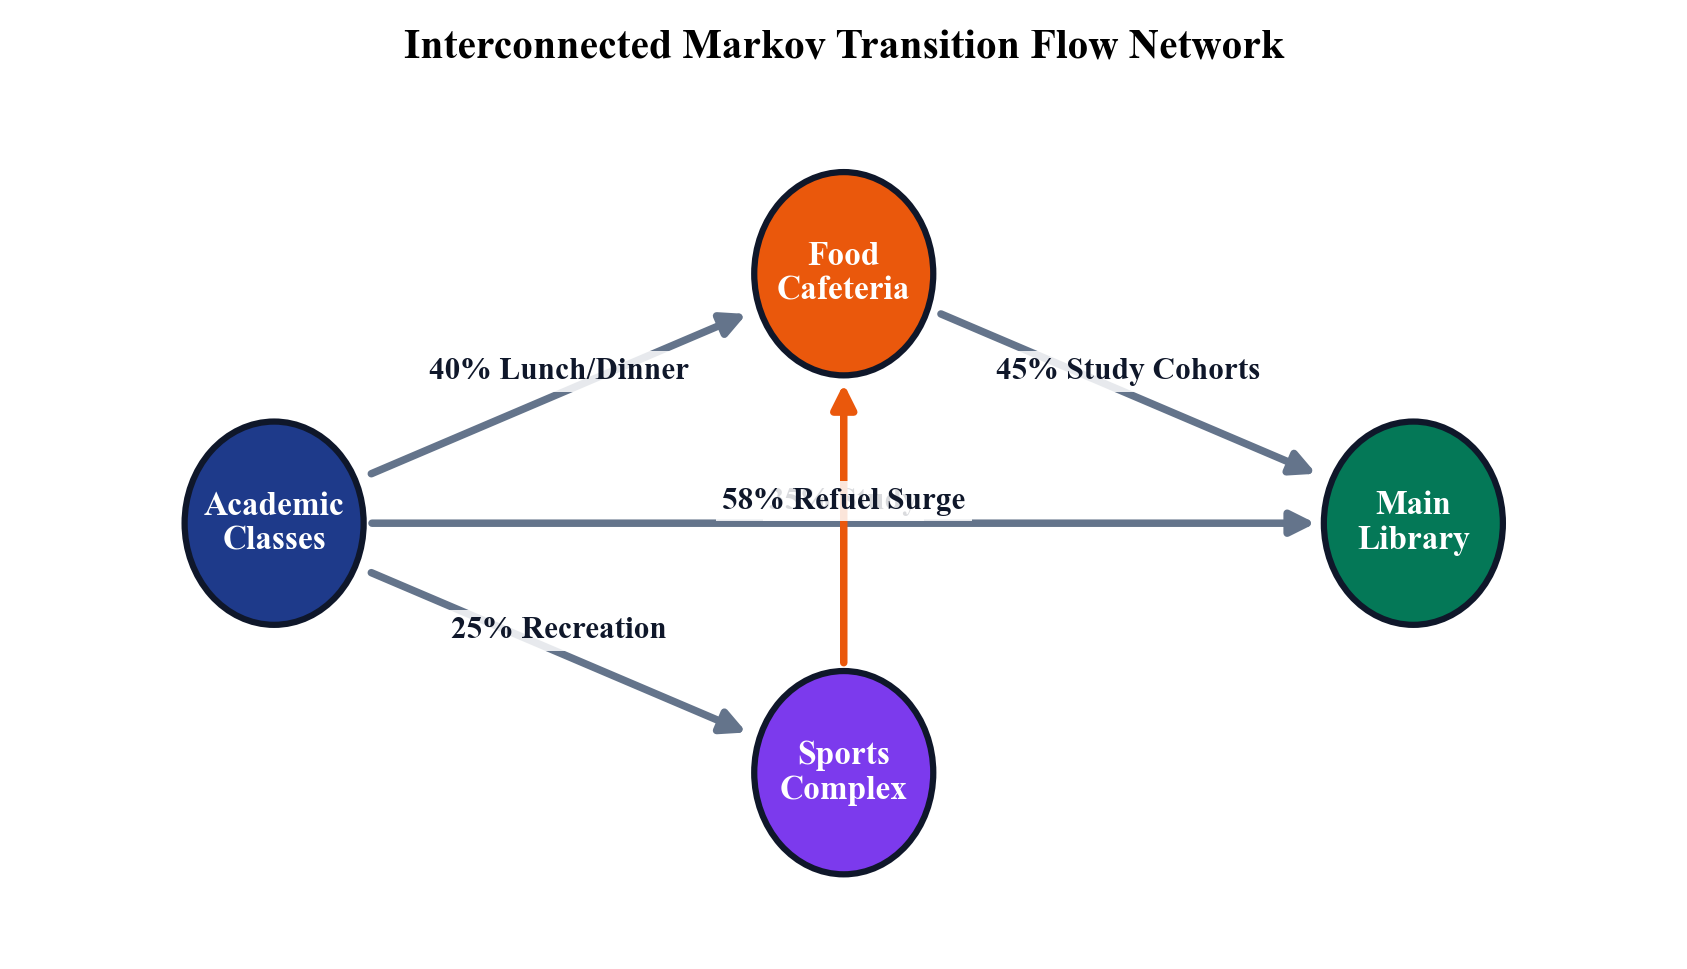 Interconnected Markov Transition Flow Network
Food
Cafeteria
40% Lunch/Dinner
45% Study Cohorts
Academic
Classes
58% Refuel Surge
Main
Library
25% Recreation
Sports
Complex